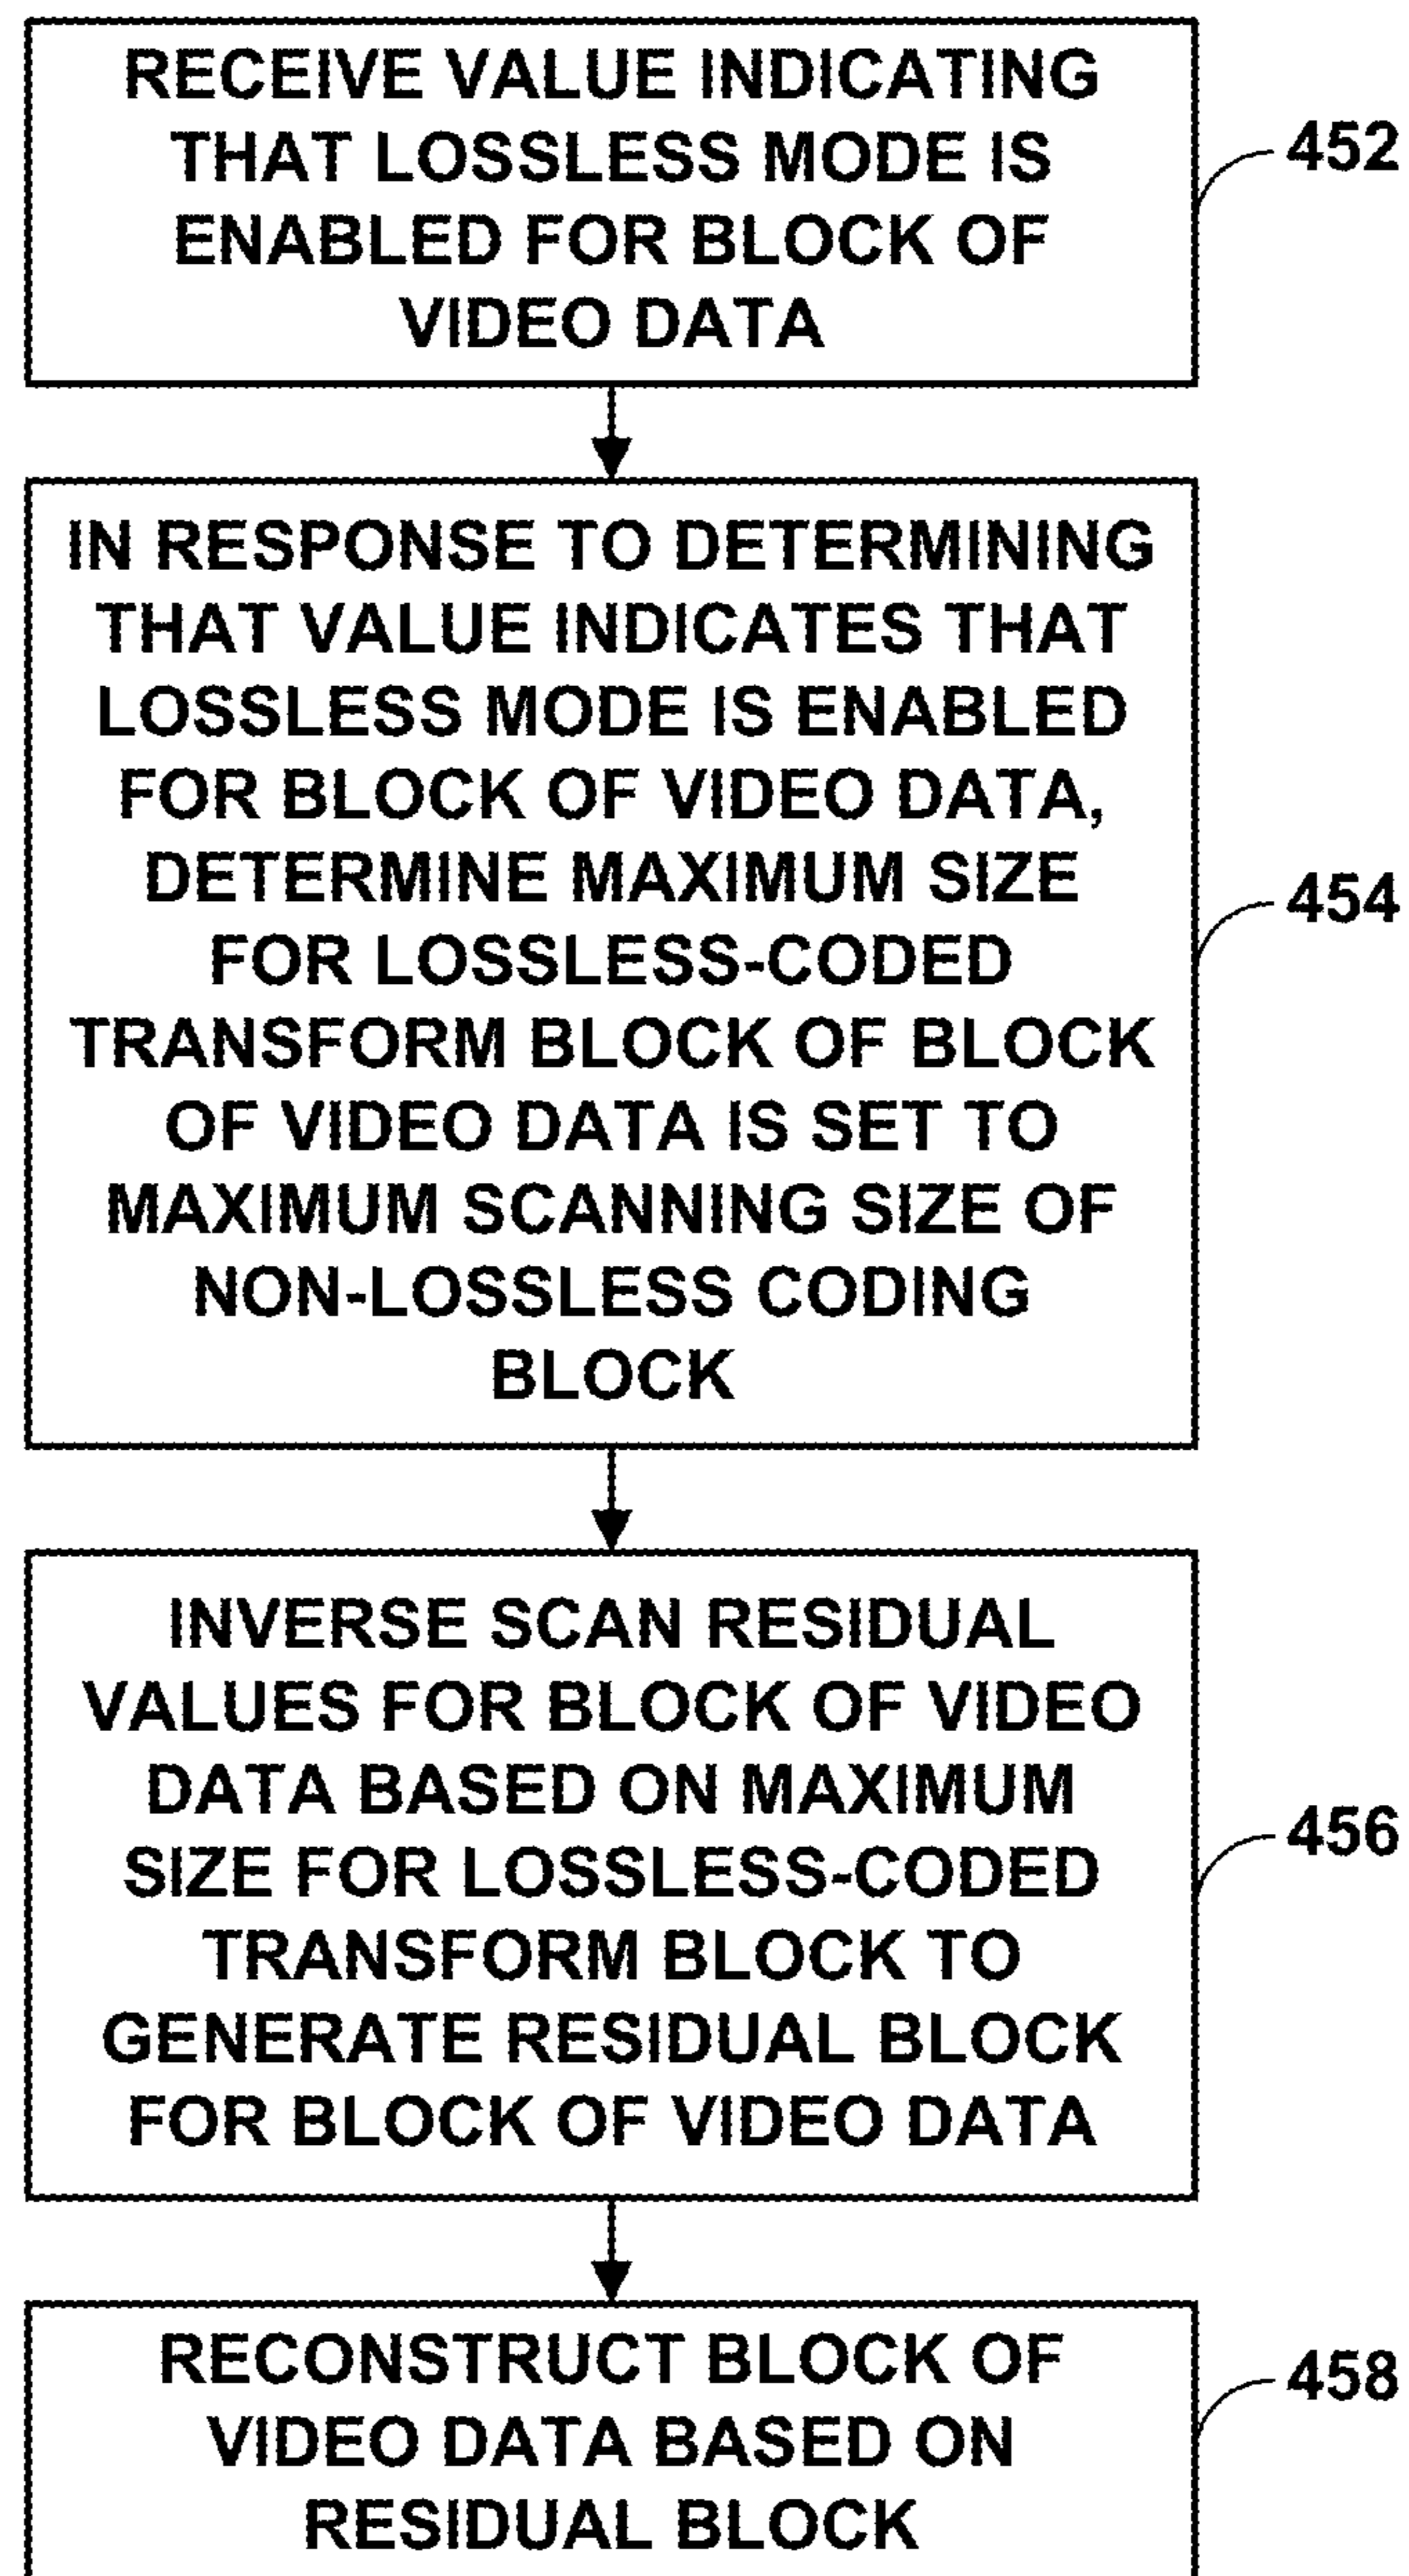 RECEIVE VALUE INDICATING
THAT LOSSLESS MODE IS
ENABLED FOR BLOCK OF
VIDEO DATA
452
IN RESPONSE TO DETERMINING
THAT VALUE INDICATES THAT
LOSSLESS MODE IS ENABLED
FOR BLOCK OF VIDEO DATA,
DETERMINE MAXIMUM SIZE
FOR LOSSLESS-CODED
TRANSFORM BLOCK OF BLOCK
OF VIDEO DATA IS SET TO
MAXIMUM SCANNING SIZE OF
NON-LOSSLESS CODING
BLOCK
454
INVERSE SCAN RESIDUAL
VALUES FOR BLOCK OF VIDEO
DATA BASED ON MAXIMUM
SIZE FOR LOSSLESS-CODED
TRANSFORM BLOCK TO
GENERATE RESIDUAL BLOCK
FOR BLOCK OF VIDEO DATA
456
RECONSTRUCT BLOCK OF
VIDEO DATA BASED ON
RESIDUAL BLOCK
458